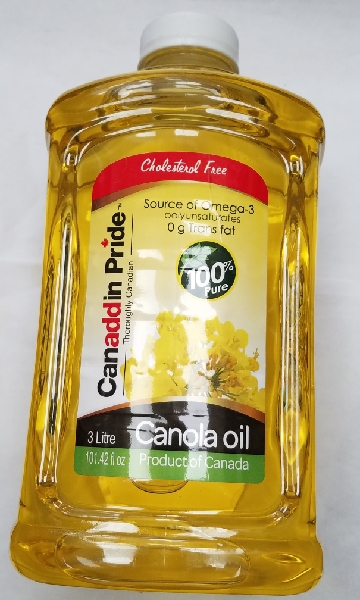 Cholesterol Free
Source of Omega-3
polyunsaturates
0 g Trans fat
100%
Pure
Canaddin Pride
Thoroughly Canadian
3 Litre
101.42 fl oz
Canola oil
Product of Canada